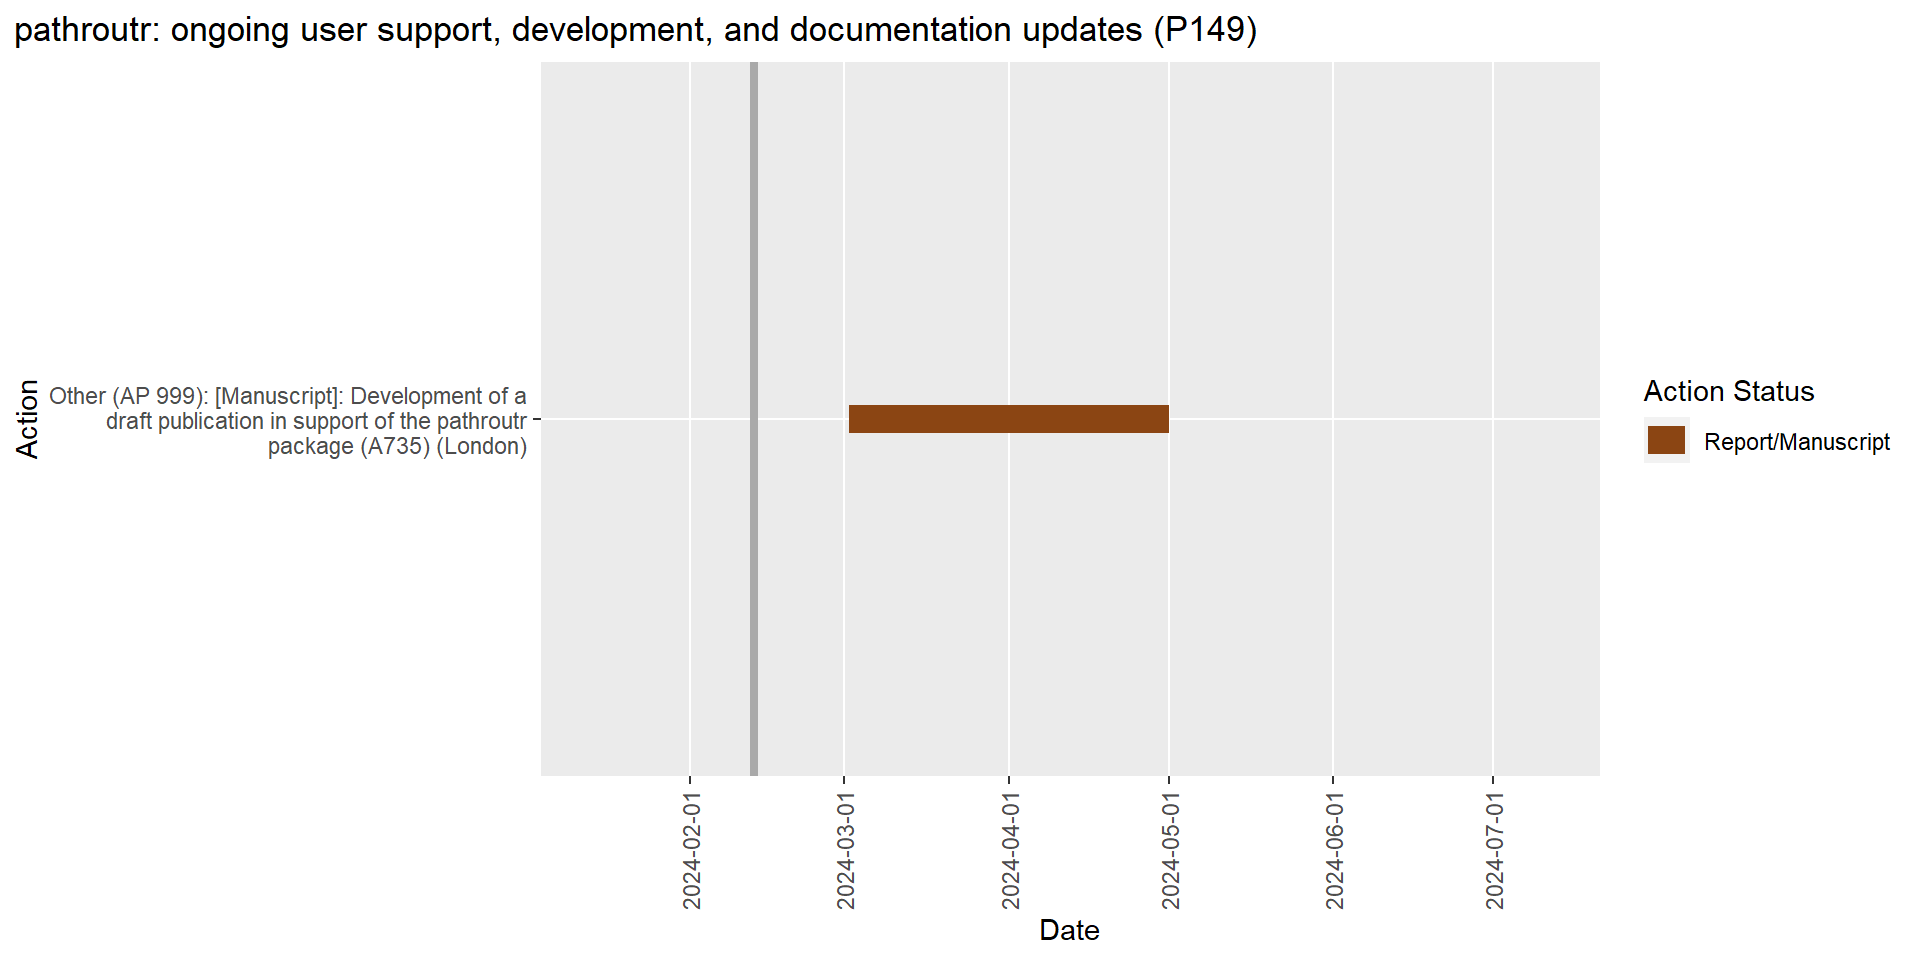 pathroutr: ongoing user support, development, and documentation updates (P149)
Action
Other (AP 999): [Manuscript]: Development of a
draft publication in support of the pathroutr
package (A735) (London)
Action Status
Report/Manuscript
2024-02-01
2024-03-01
2024-04-01
2024-05-01
2024-06-01
2024-07-01
Date